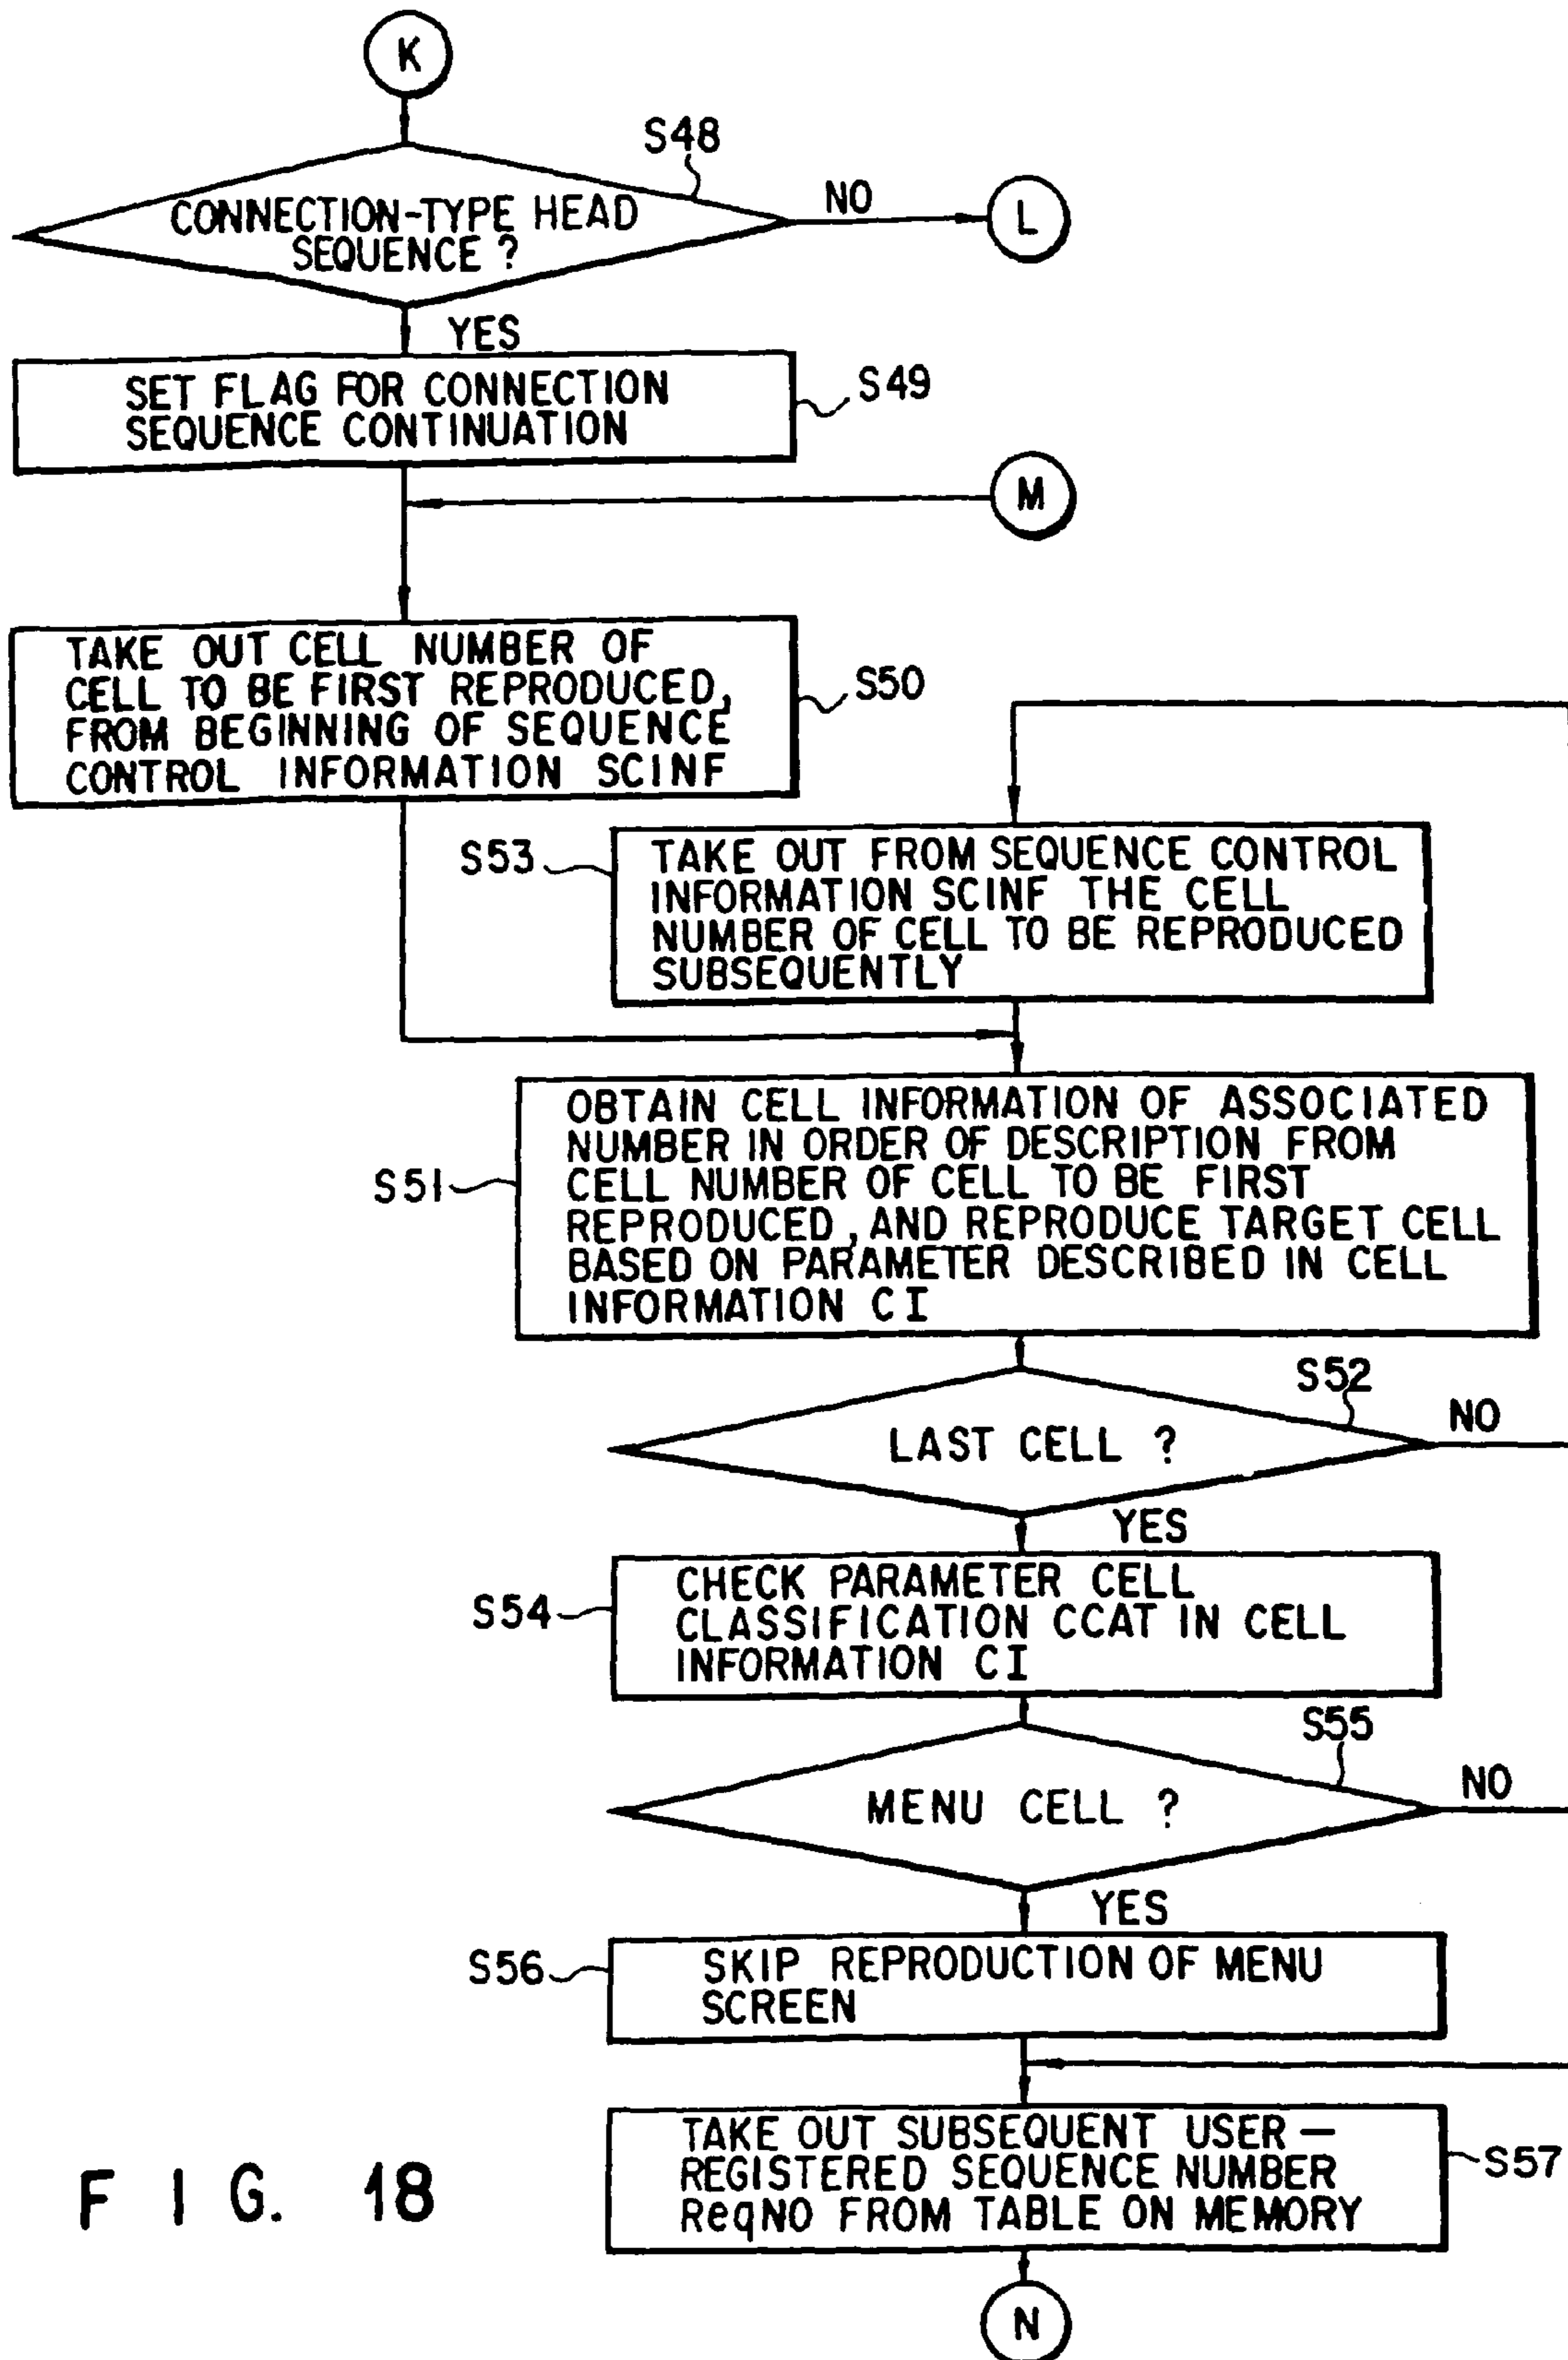 K
S48
CONNECTION-TYPE HEAD
SEQUENCE ?
NO
L
YES
SET FLAG FOR CONNECTION
SEQUENCE CONTINUATION
S49
M
TAKE OUT CELL NUMBER OF
CELL TO BE FIRST REPRODUCED,
FROM BEGINNING OF SEQUENCE
CONTROL INFORMATION SCINF
S50
S53
TAKE OUT FROM SEQUENCE CONTROL
INFORMATION SCINF THE CELL
NUMBER OF CELL TO BE REPRODUCED
SUBSEQUENTLY
S51
OBTAIN CELL INFORMATION OF ASSOCIATED
NUMBER IN ORDER OF DESCRIPTION FROM
CELL NUMBER OF CELL TO BE FIRST
REPRODUCED, AND REPRODUCE TARGET CELL
BASED ON PARAMETER DESCRIBED IN CELL
INFORMATION CI
S52
LAST CELL ?
NO
YES
S54
CHECK PARAMETER CELL
CLASSIFICATION CCAT IN CELL
INFORMATION CI
S55
MENU CELL ?
NO
YES
S56
SKIP REPRODUCTION OF MENU
SCREEN
TAKE OUT SUBSEQUENT USER—
REGISTERED SEQUENCE NUMBER
ReqNO FROM TABLE ON MEMORY
S57
N
FIG. 18